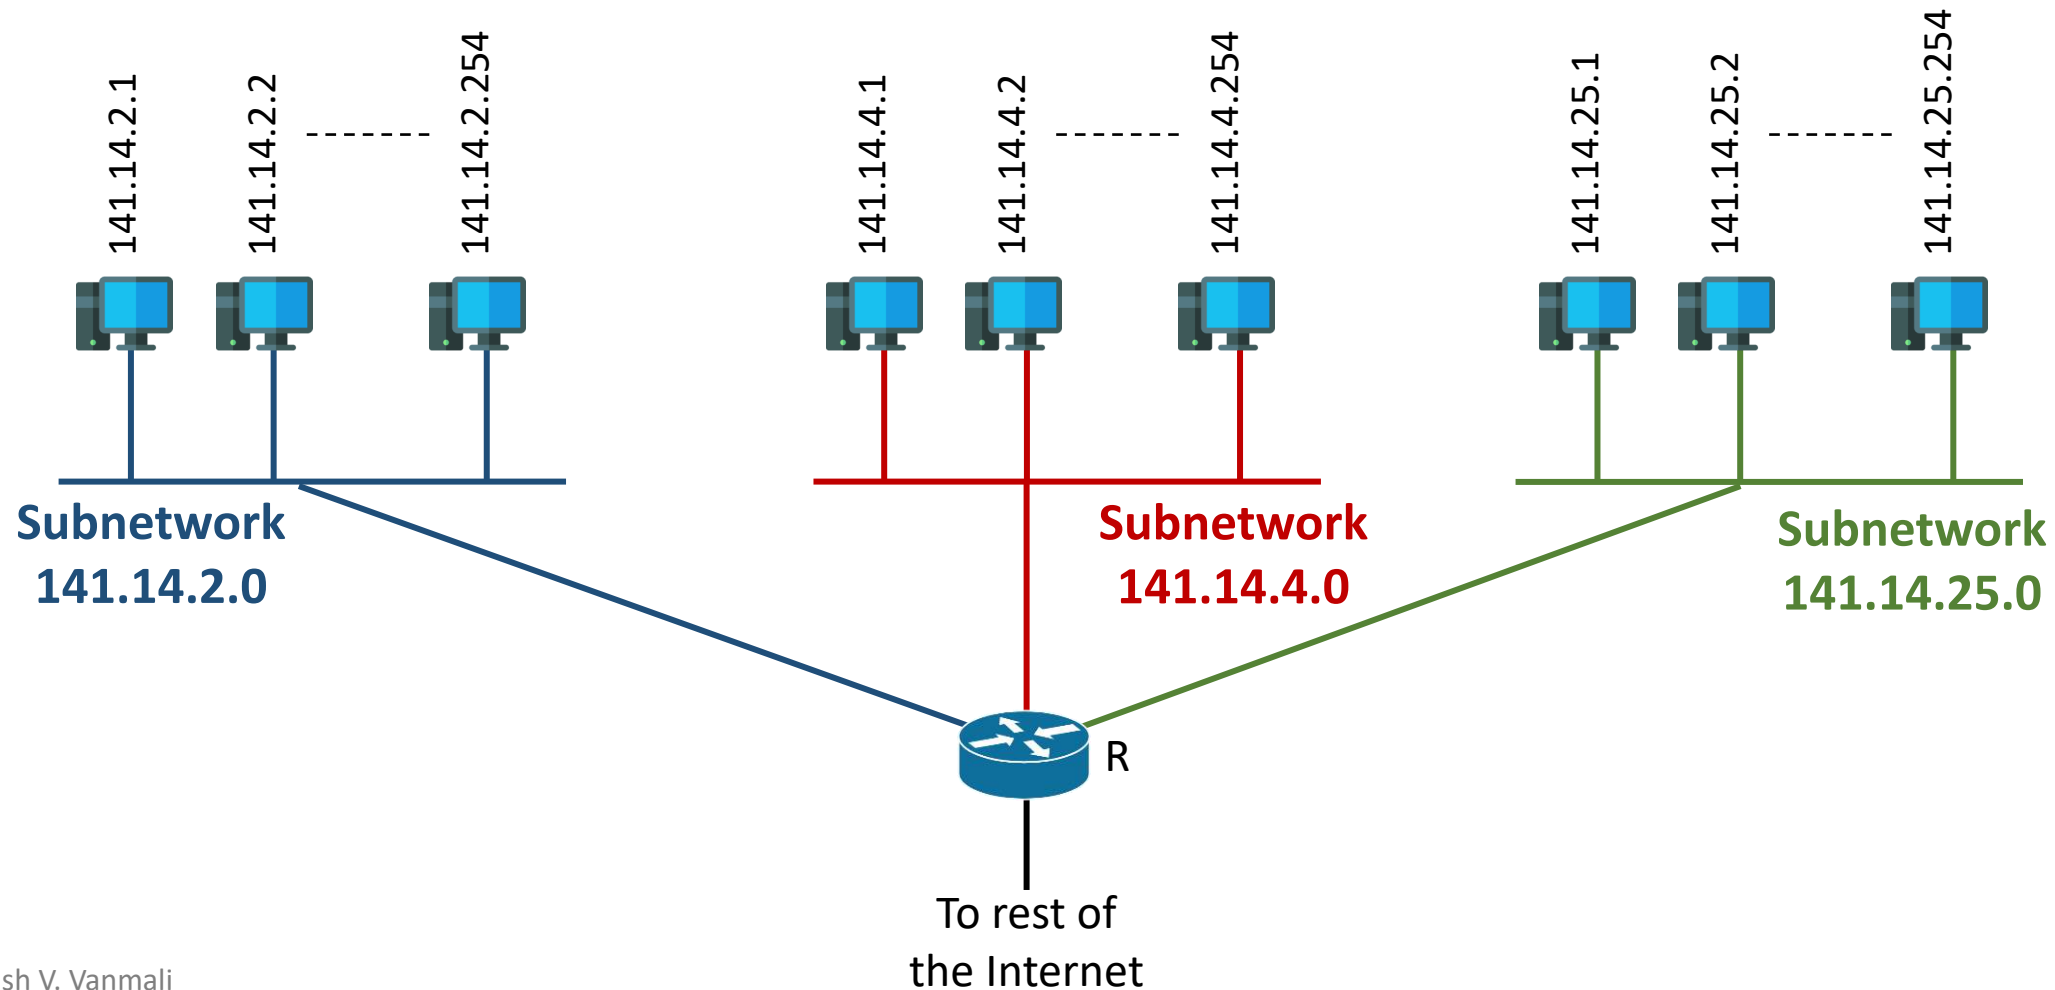 141.14.2.1
141.14.2.2
141.14.2.254
141.14.4.1
141.14.4.2
141.14.4.254
141.14.25.1
141.14.25.2
141.14.25.254
Subnetwork
141.14.2.0
Subnetwork
141.14.4.0
Subnetwork
141.14.25.0
R
To rest of
the Internet
sh V. Vanmali